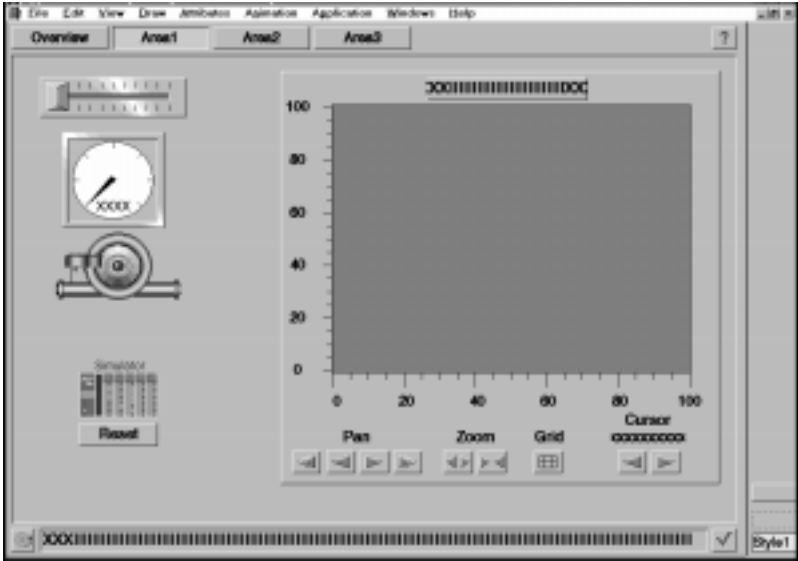 File Edit View Draw Attributes Animation Application Windows Help
Overview Area1 Area2 Area3 ?
100
80
60
40
20
0
0 20 40 60 80 100
XXXX
Simulator
Reset
Pan Zoom Grid Cursor
Style1